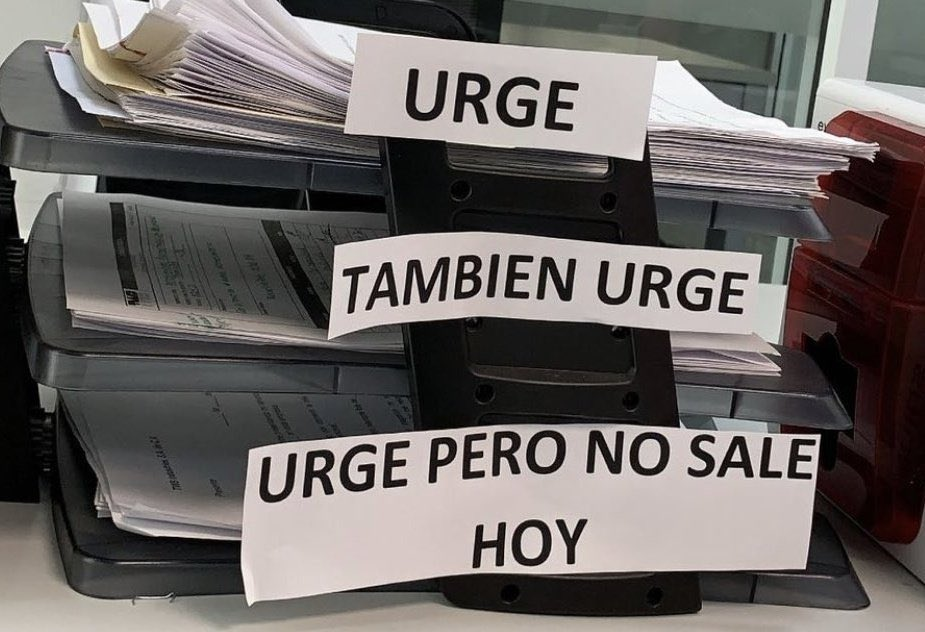 URGE
TAMBIEN URGE
URGE PERO NO SALE
HOY